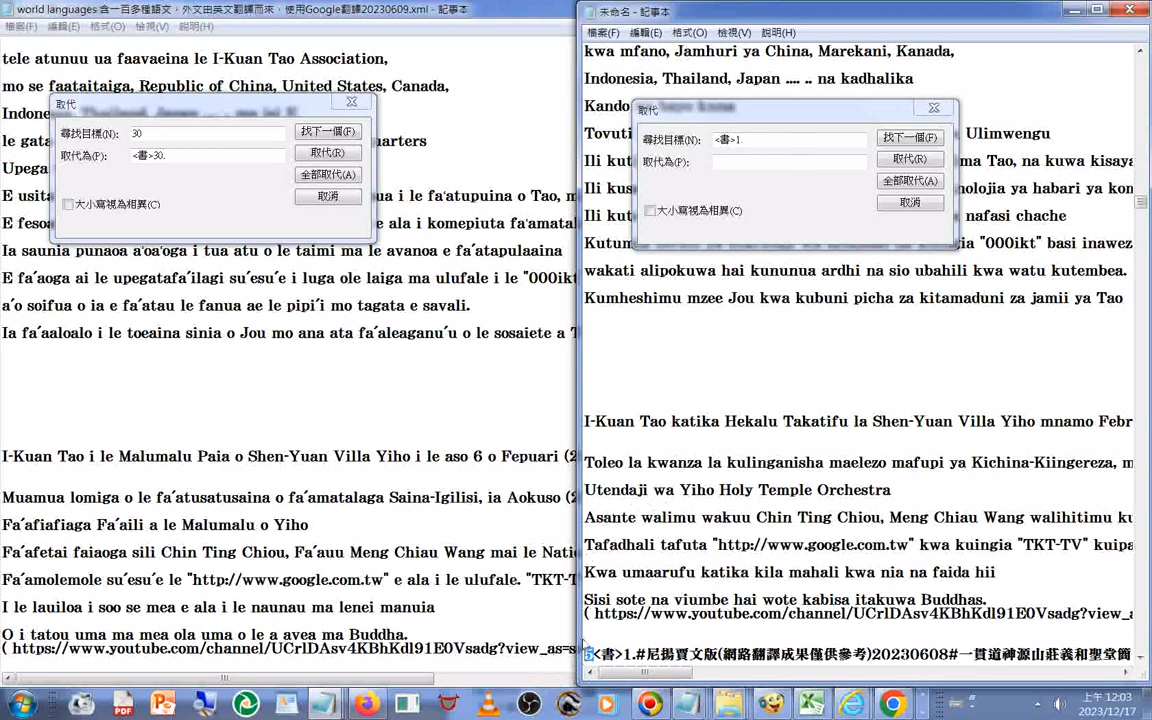 world languages 含一百多種語文，外文由英文翻譯而來，使用Google翻譯20230609.xml - 記事本
檔案(F) 編輯(E) 格式(O) 檢視(V) 說明(H)
tele atunuu ua faavaeina le I-Kuan Tao Association,
mo se faataitaiga, Republic of China, United States, Canada,
Indone
le gata
arters
Upega
E usita
ua i le fa'atupuina o Tao, m
E fesoa
e ala i komepiuta fa'amatal
Ia saunia punaoa a'oa'oga i tua atu o le taimi ma le avanoa e fa'atapulaaina
E fa'aoga ai le upegatafa'ilagi su'esu'e i luga ole laiga ma ulufale i le "000ikt"
a'o soifua o ia e fa'atau le fanua ae le pipi'i mo tagata e savali.
Ia fa'aaloalo i le toeaina sinia o Jou mo ana ata fa'aleaganu'u o le sosaiete a T
I-Kuan Tao i le Malumalu Paia o Shen-Yuan Villa Yiho i le aso 6 o Fepuari (2
Muamua lomiga o le fa'atusatusaina o fa'amatalaga Saina-Igilisi, ia Aokuso (2
Fa'afiafiaga Fa'aili a le Malumalu o Yiho
Fa'afetai faiaoga sili Chin Ting Chiou, Fa'auu Meng Chiau Wang mai le Natio
Fa'amolemole su'esu'e le "http://www.google.com.tw" e ala i le ulufale. "TKT-T
I le lauiloa i soo se mea e ala i le naunau ma lenei manuia
O i tatou uma ma mea ola uma o le a avea ma Buddha.
( https://www.youtube.com/channel/UCrlDAsv4KBhKdl91E0Vsadg?view_as=s
取代
尋找目標(N): 30
取代為(P): <書>30.
找下一個(F)
取代(R)
全部取代(A)
取消
大小寫視為相異(C)
未命名 - 記事本
檔案(F) 編輯(E) 格式(O) 檢視(V) 說明(H)
kwa mfano, Jamhuri ya China, Marekani, Kanada,
Indonesia, Thailand, Japan .... .. na kadhalika
Kando
Tovuti
Ulimwengu
Ili kut
ma Tao, na kuwa kisaya
Ili kus
nolojia ya habari ya kon
Ili kut
nafasi chache
Kutum
"000ikt" basi inawez
wakati alipokuwa hai kununua ardhi na sio ubahili kwa watu kutembea.
Kumheshimu mzee Jou kwa kubuni picha za kitamaduni za jamii ya Tao
I-Kuan Tao katika Hekalu Takatifu la Shen-Yuan Villa Yiho mnamo Febr
Toleo la kwanza la kulinganisha maelezo mafupi ya Kichina-Kiingereza, m
Utendaji wa Yiho Holy Temple Orchestra
Asante walimu wakuu Chin Ting Chiou, Meng Chiau Wang walihitimu ku
Tafadhali tafuta "http://www.google.com.tw" kwa kuingia "TKT-TV" kuipa
Kwa umaarufu katika kila mahali kwa nia na faida hii
Sisi sote na viumbe hai wote kabisa itakuwa Buddhas.
( https://www.youtube.com/channel/UCrlDAsv4KBhKdl91E0Vsadg?view_a
<書>1.#尼揚賈文版(網路翻譯成果僅供參考)20230608#一貫道神源山莊義和聖堂簡
取代
尋找目標(N): <書>1.
取代為(P):
找下一個(F)
取代(R)
全部取代(A)
取消
大小寫視為相異(C)
上午 12:03
2023/12/17